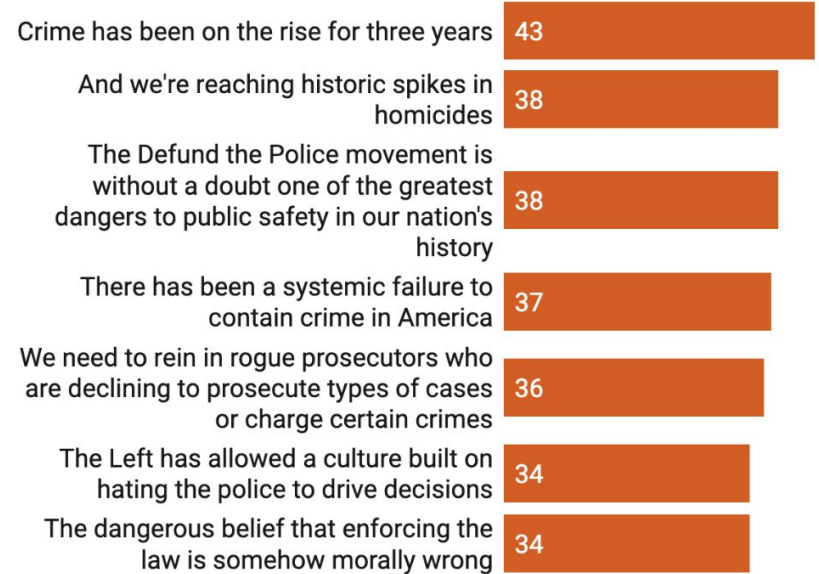 Crime has been on the rise for three years 43
And we're reaching historic spikes in
homicides
38
The Defund the Police movement is
without a doubt one of the greatest
dangers to public safety in our nation's
history
38
There has been a systemic failure to
contain crime in America
37
We need to rein in rogue prosecutors who
are declining to prosecute types of cases
or charge certain crimes
36
The Left has allowed a culture built on
hating the police to drive decisions
34
The dangerous belief that enforcing the
law is somehow morally wrong
34